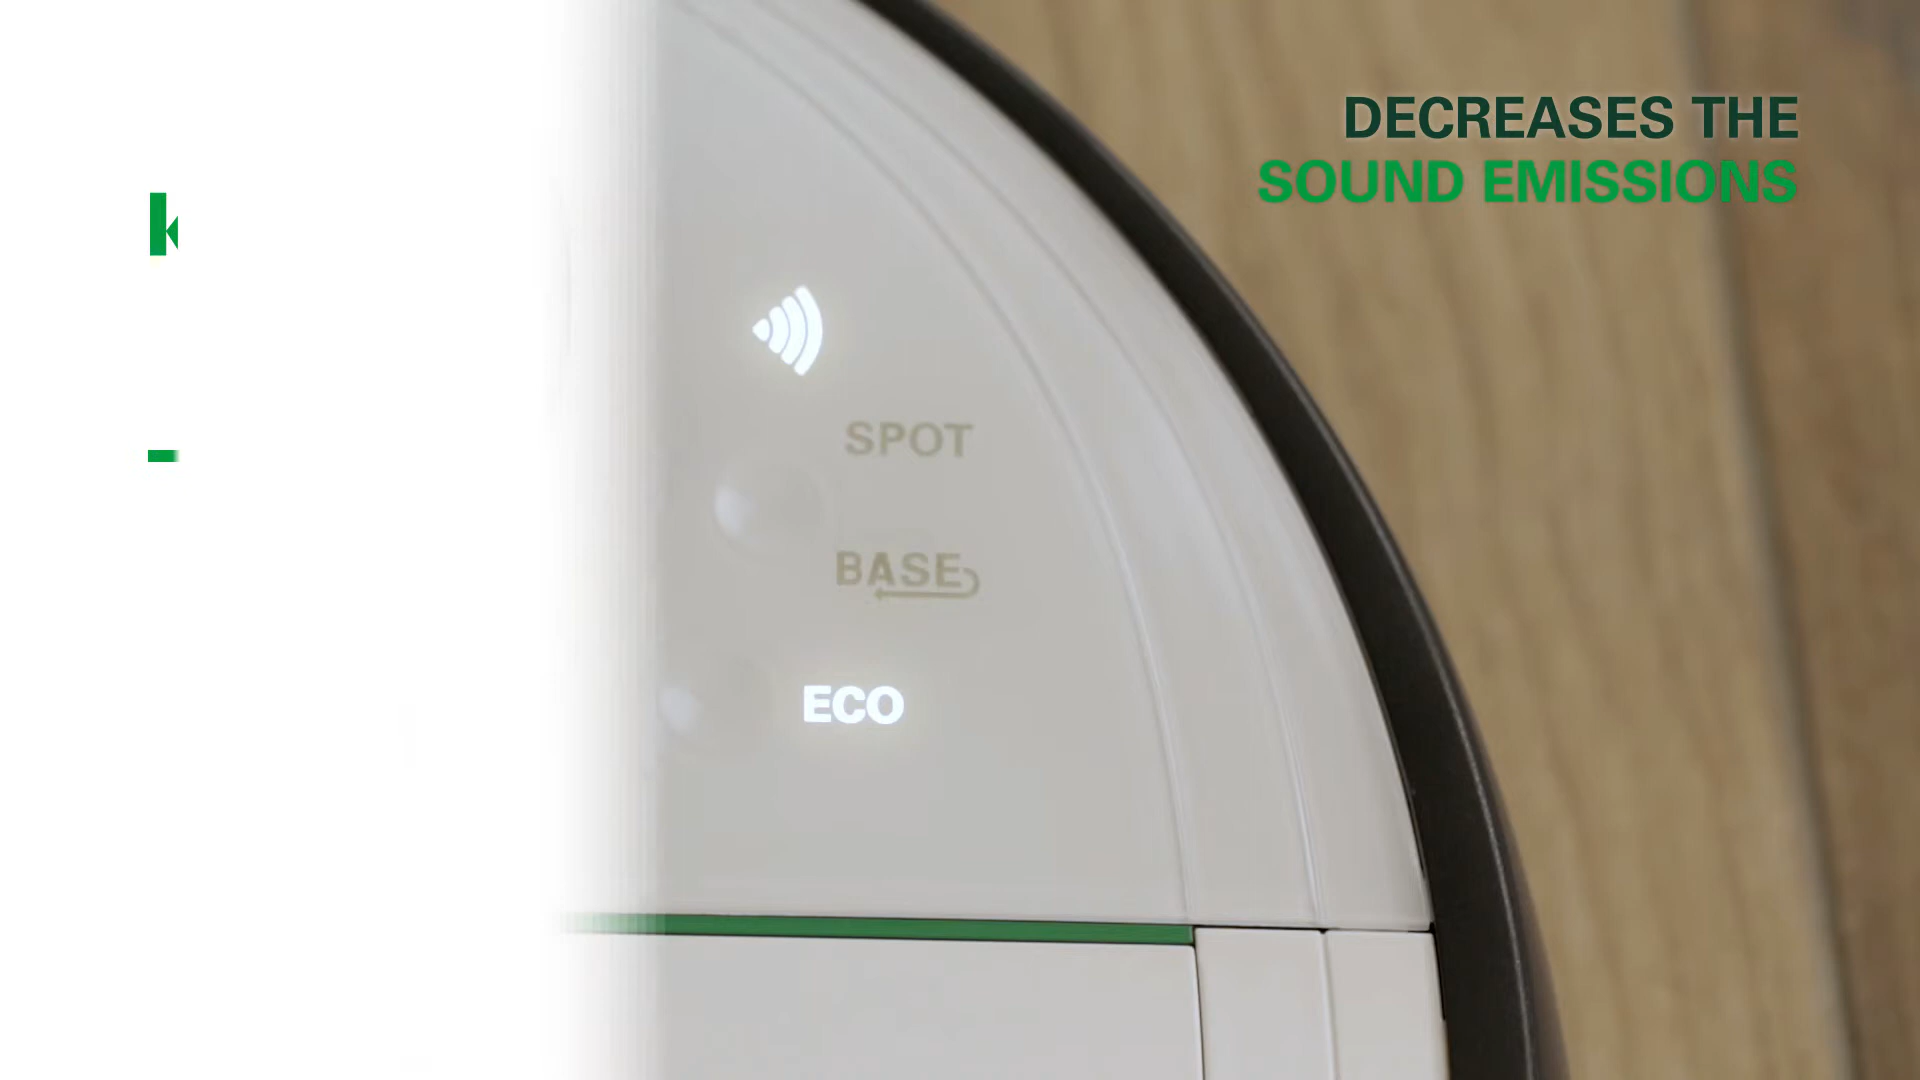 DECREASES THE
SOUND EMISSIONS
k
SPOT
BASE
ECO